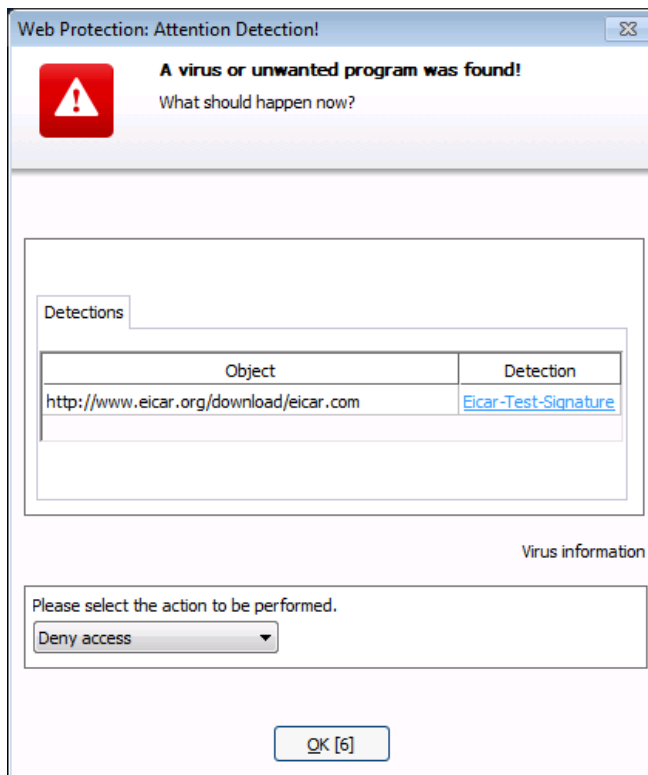 Web Protection: Attention Detection!
A virus or unwanted program was found!
What should happen now?
Detections
Object Detection
http://www.eicar.org/download/eicar.com Eicar-Test-Signature
Virus information
Please select the action to be performed.
Deny access
OK [6]